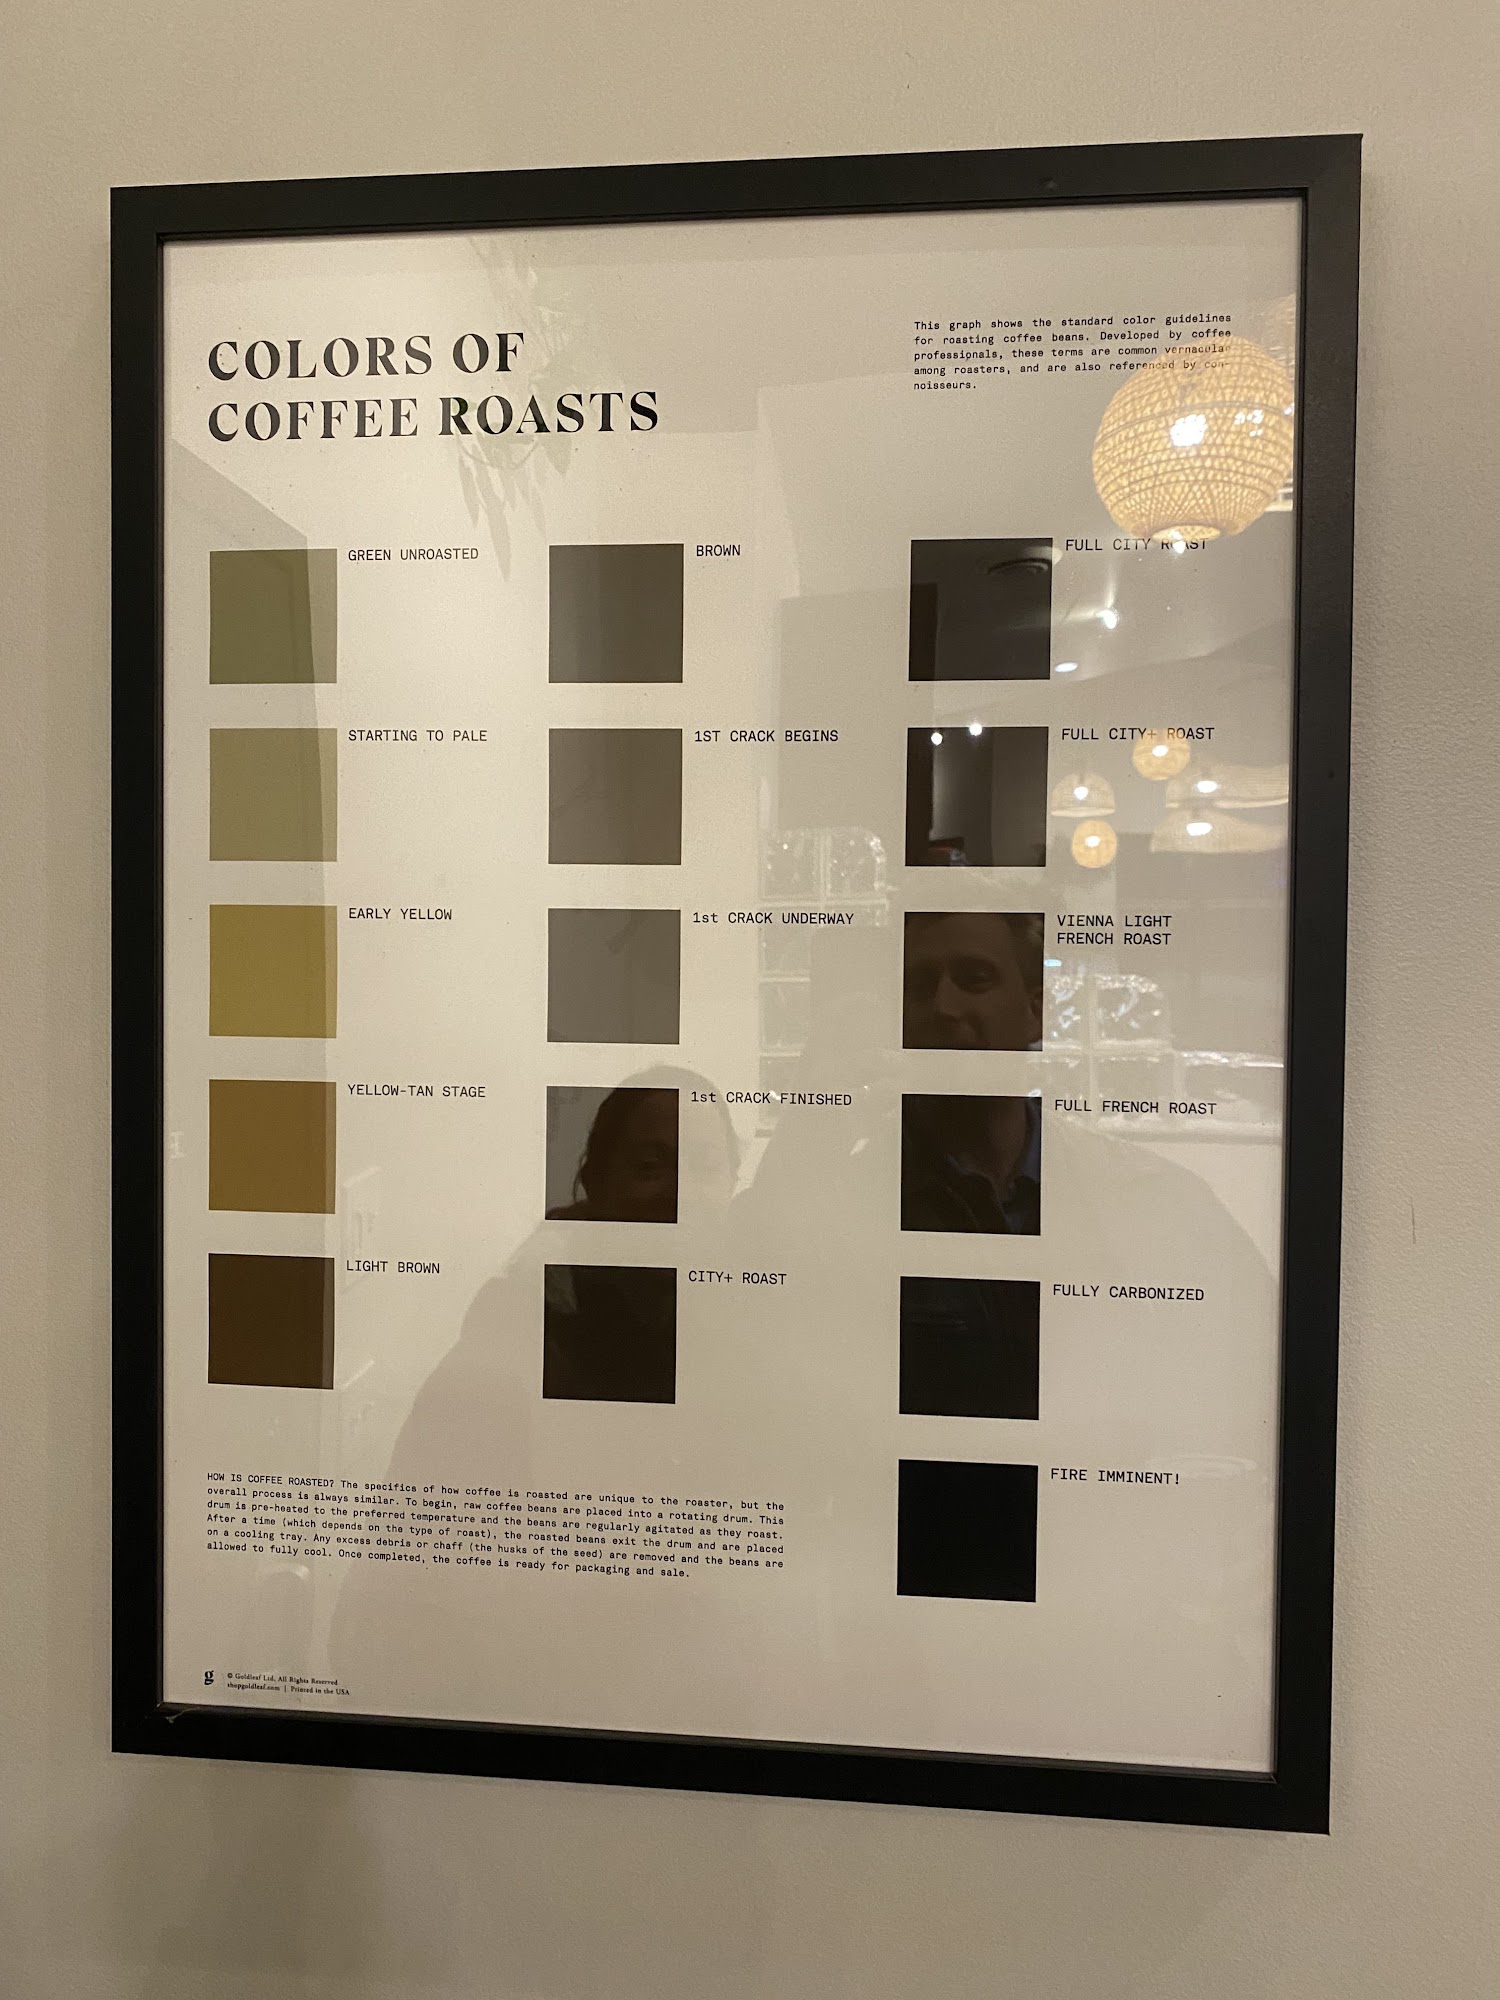 COLORS OF
COFFEE ROASTS
This graph shows the standard color guidelines
for roasting coffee beans. Developed by coffee
professionals, these terms are common vernacular
among roasters, and are also referenced by con-
noisseurs.
GREEN UNROASTED
STARTING TO PALE
EARLY YELLOW
YELLOW-TAN STAGE
LIGHT BROWN
BROWN
1ST CRACK BEGINS
1st CRACK UNDERWAY
1st CRACK FINISHED
CITY+ ROAST
FULL CITY ROAST
FULL CITY+ ROAST
VIENNA LIGHT
FRENCH ROAST
FULL FRENCH ROAST
FULLY CARBONIZED
FIRE IMMINENT!
HOW IS COFFEE ROASTED? The specifics of how coffee is roasted are unique to the roaster, but the
overall process is always similar. To begin, raw coffee beans are placed into a rotating drum. This
drum is pre-heated to the preferred temperature and the beans are regularly agitated as they roast.
After a time (which depends on the type of roast), the roasted beans exit the drum and are placed
on a cooling tray. Any excess debris or chaff (the husks of the seed) are removed and the beans are
allowed to fully cool. Once completed, the coffee is ready for packaging and sale.
g
© Goldleaf Ltd, All Rights Reserved
shopgoldleaf.com | Printed in the USA